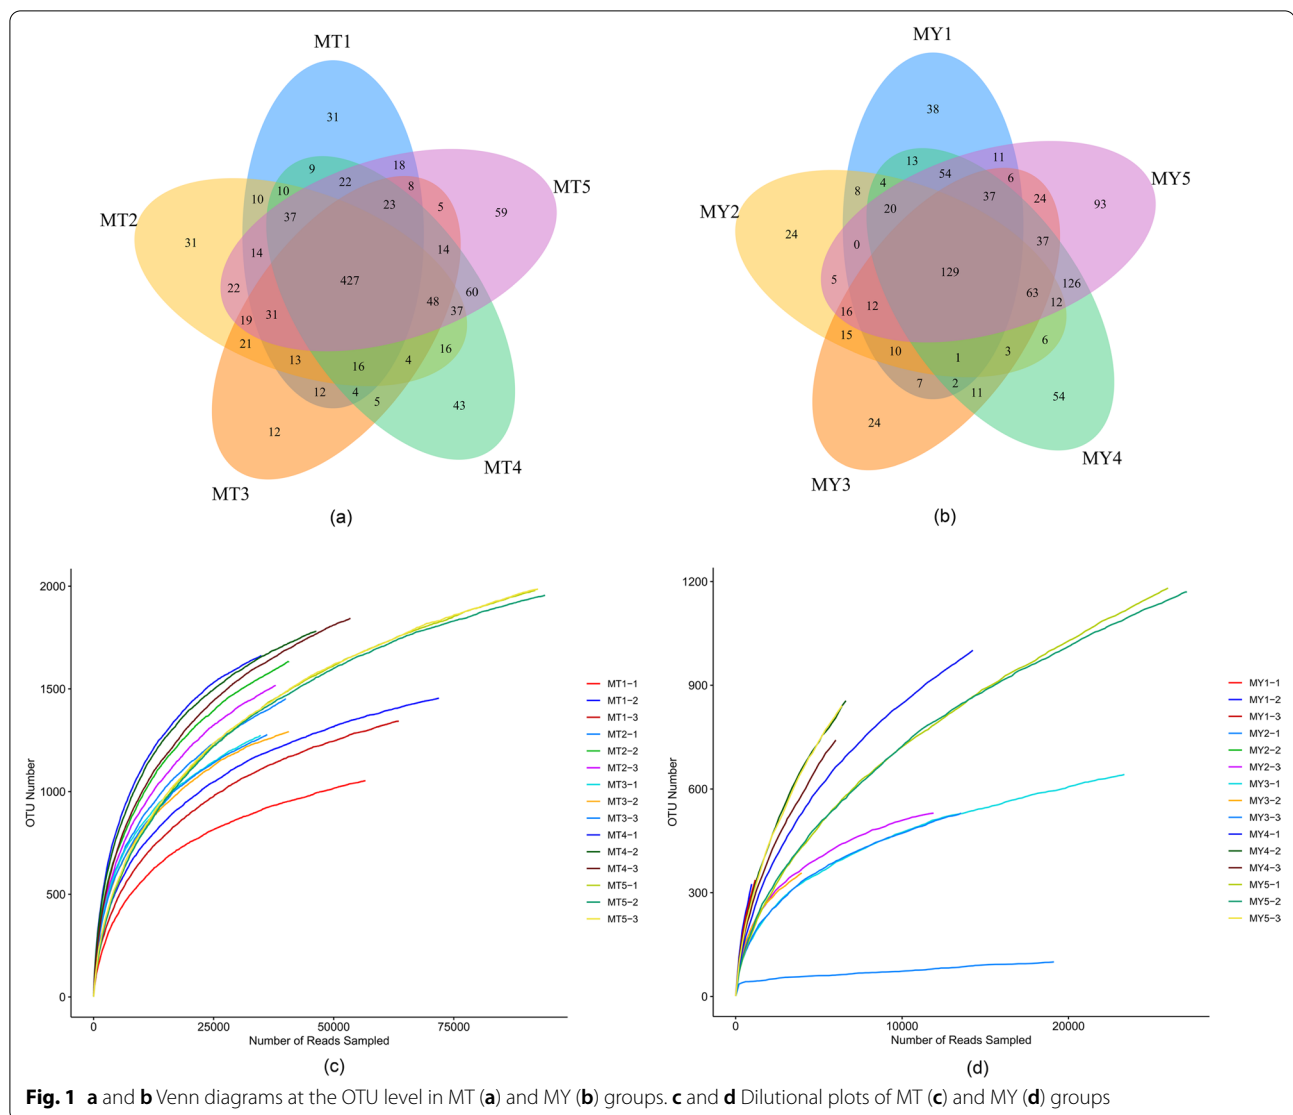 MT1
31
9
22
18
8
10
10
37
23
5
59
MT5
MT2
31
14
14
22
427
60
48
37
19
31
21
13
16
4
16
12
4
5
43
12
MT4
MT3
(a)
MY1
38
13
54
11
6
8
4
20
37
24
93
MY5
MY2
24
0
37
129
5
126
63
12
16
12
15
10
1
3
6
7
2
11
54
24
MY4
MY3
(b)
2000
1500
1000
500
0
OTU Number
0
25000
50000
75000
Number of Reads Sampled
MT1-1
MT1-2
MT1-3
MT2-1
MT2-2
MT2-3
MT3-1
MT3-2
MT3-3
MT4-1
MT4-2
MT4-3
MT5-1
MT5-2
MT5-3
(c)
1200
900
600
300
0
OTU Number
0
10000
20000
Number of Reads Sampled
MY1-1
MY1-2
MY1-3
MY2-1
MY2-2
MY2-3
MY3-1
MY3-2
MY3-3
MY4-1
MY4-2
MY4-3
MY5-1
MY5-2
MY5-3
(d)
Fig. 1 a and b Venn diagrams at the OTU level in MT (a) and MY (b) groups. c and d Dilutional plots of MT (c) and MY (d) groups